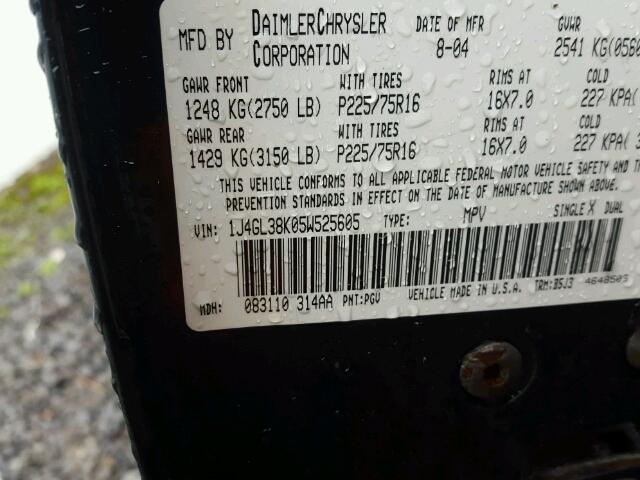 MFD BY DAIMLERCHRYSLER CORPORATION DATE OF MFR 8-04 GVWR 2541 KG(0560
GAWR FRONT WITH TIRES RIMS AT COLD
1248 KG(2750 LB) P225/75R16 16X7.0 227 KPA(
GAWR REAR WITH TIRES RIMS AT COLD
1429 KG(3150 LB) P225/75R16 16X7.0 227 KPA( 3
THIS VEHICLE CONFORMS TO ALL APPLICABLE FEDERAL MOTOR VEHICLE SAFETY AND T
PREVENTION STANDARDS IN EFFECT ON THE DATE OF MANUFACTURE SHOWN ABOVE.
VIN: 1J4GL38K05W525605 TYPE: MPV SINGLE X DUAL
MDH: 083110 314AA PNT:PGV VEHICLE MADE IN U.S.A. TRM:B5J3 4648503